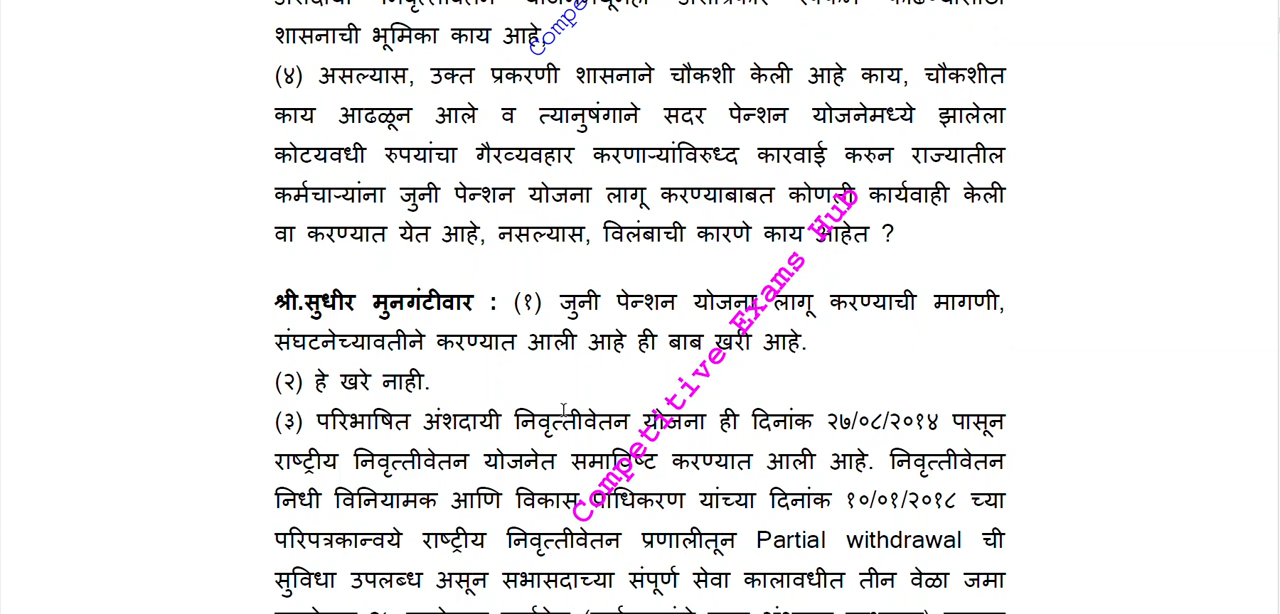 अंशदायी निवृत्तीवेतन
शासनाची भूमिका काय आहे,
(४) असल्यास, उक्त प्रकरणी शासनाने चौकशी केली आहे काय, चौकशीत
काय आढळून आले व त्यानुषंगाने सदर पेन्शन योजनेमध्ये झालेला
कोटयवधी रुपयांचा गैरव्यवहार करणाऱ्यांविरुध्द कारवाई करुन राज्यातील
कर्मचाऱ्यांना जुनी पेन्शन योजना लागू करण्याबाबत कोणती कार्यवाही केली
वा करण्यात येत आहे, नसल्यास, विलंबाची कारणे काय आहेत ?
श्री.सुधीर मुनगंटीवार : (१) जुनी पेन्शन योजना लागू करण्याची मागणी,
संघटनेच्यावतीने करण्यात आली आहे ही बाब खरी आहे.
(२) हे खरे नाही.
(३) परिभाषित अंशदायी निवृत्तीवेतन योजना ही दिनांक २७/०८/२०१४ पासून
राष्ट्रीय निवृत्तीवेतन योजनेत समाविष्ट करण्यात आली आहे. निवृत्तीवेतन
निधी विनियामक आणि विकास प्राधिकरण यांच्या दिनांक १०/०१/२०१८ च्या
परिपत्रकान्वये राष्ट्रीय निवृत्तीवेतन प्रणालीतून Partial withdrawal ची
सुविधा उपलब्ध असून सभासदाच्या संपूर्ण सेवा कालावधीत तीन वेळा जमा
Competitive Exams Hub